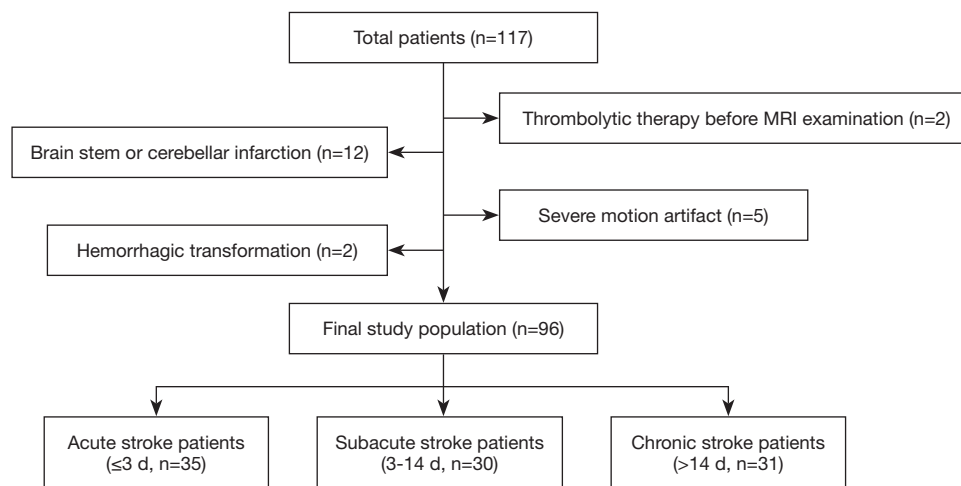 Total patients (n=117)
Thrombolytic therapy before MRI examination (n=2)
Brain stem or cerebellar infarction (n=12)
Severe motion artifact (n=5)
Hemorrhagic transformation (n=2)
Final study population (n=96)
Acute stroke patients
(≤3 d, n=35)
Subacute stroke patients
(3-14 d, n=30)
Chronic stroke patients
(>14 d, n=31)